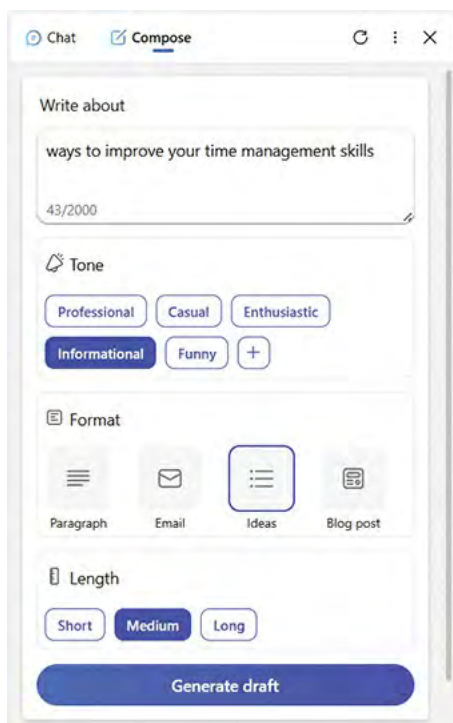 Chat Compose
Write about
ways to improve your time management skills
43/2000
Tone
Professional Casual Enthusiastic
Informational Funny +
Format
Paragraph Email Ideas Blog post
Length
Short Medium Long
Generate draft